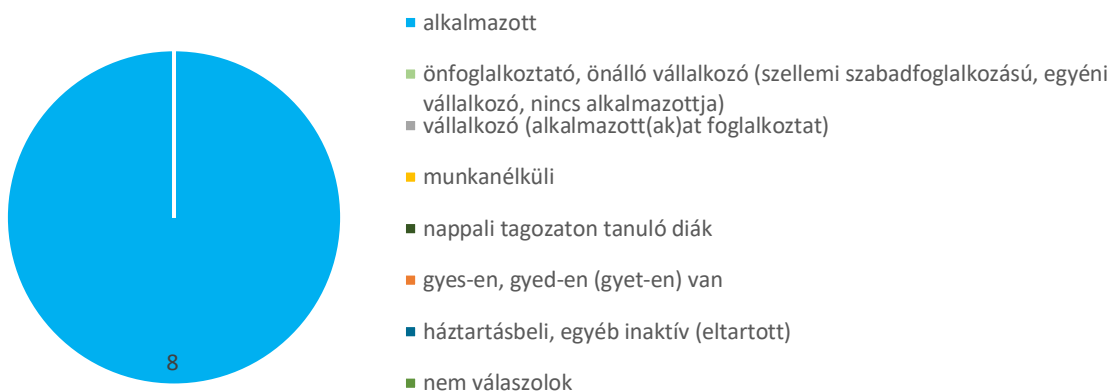 alkalmazott
önfoglalkoztató, önálló vállalkozó (szellemi szabadfoglalkozású, egyéni
vállalkozó, nincs alkalmazottja)
vállalkozó (alkalmazott(ak)at foglalkoztat)
munkanélküli
nappali tagozaton tanuló diák
gyes-en, gyed-en (gyet-en) van
háztartásbeli, egyéb inaktív (eltartott)
8
nem válaszolok